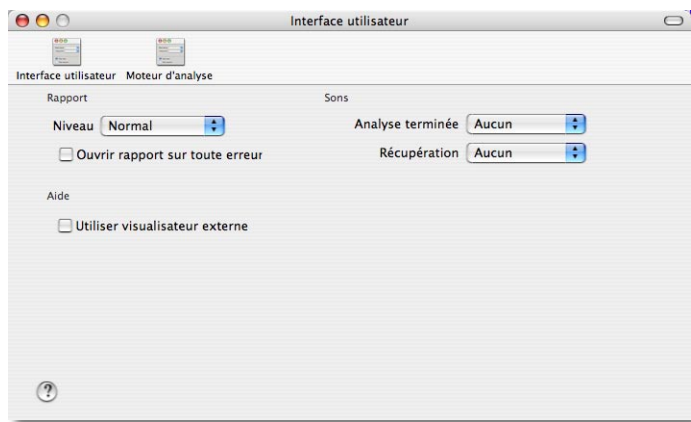 Interface utilisateur
Interface utilisateur Moteur d'analyse
Rapport
Niveau Normal
Ouvrir rapport sur toute erreur
Sons
Analyse terminée Aucun
Récupération Aucun
Aide
Utiliser visualisateur externe
?